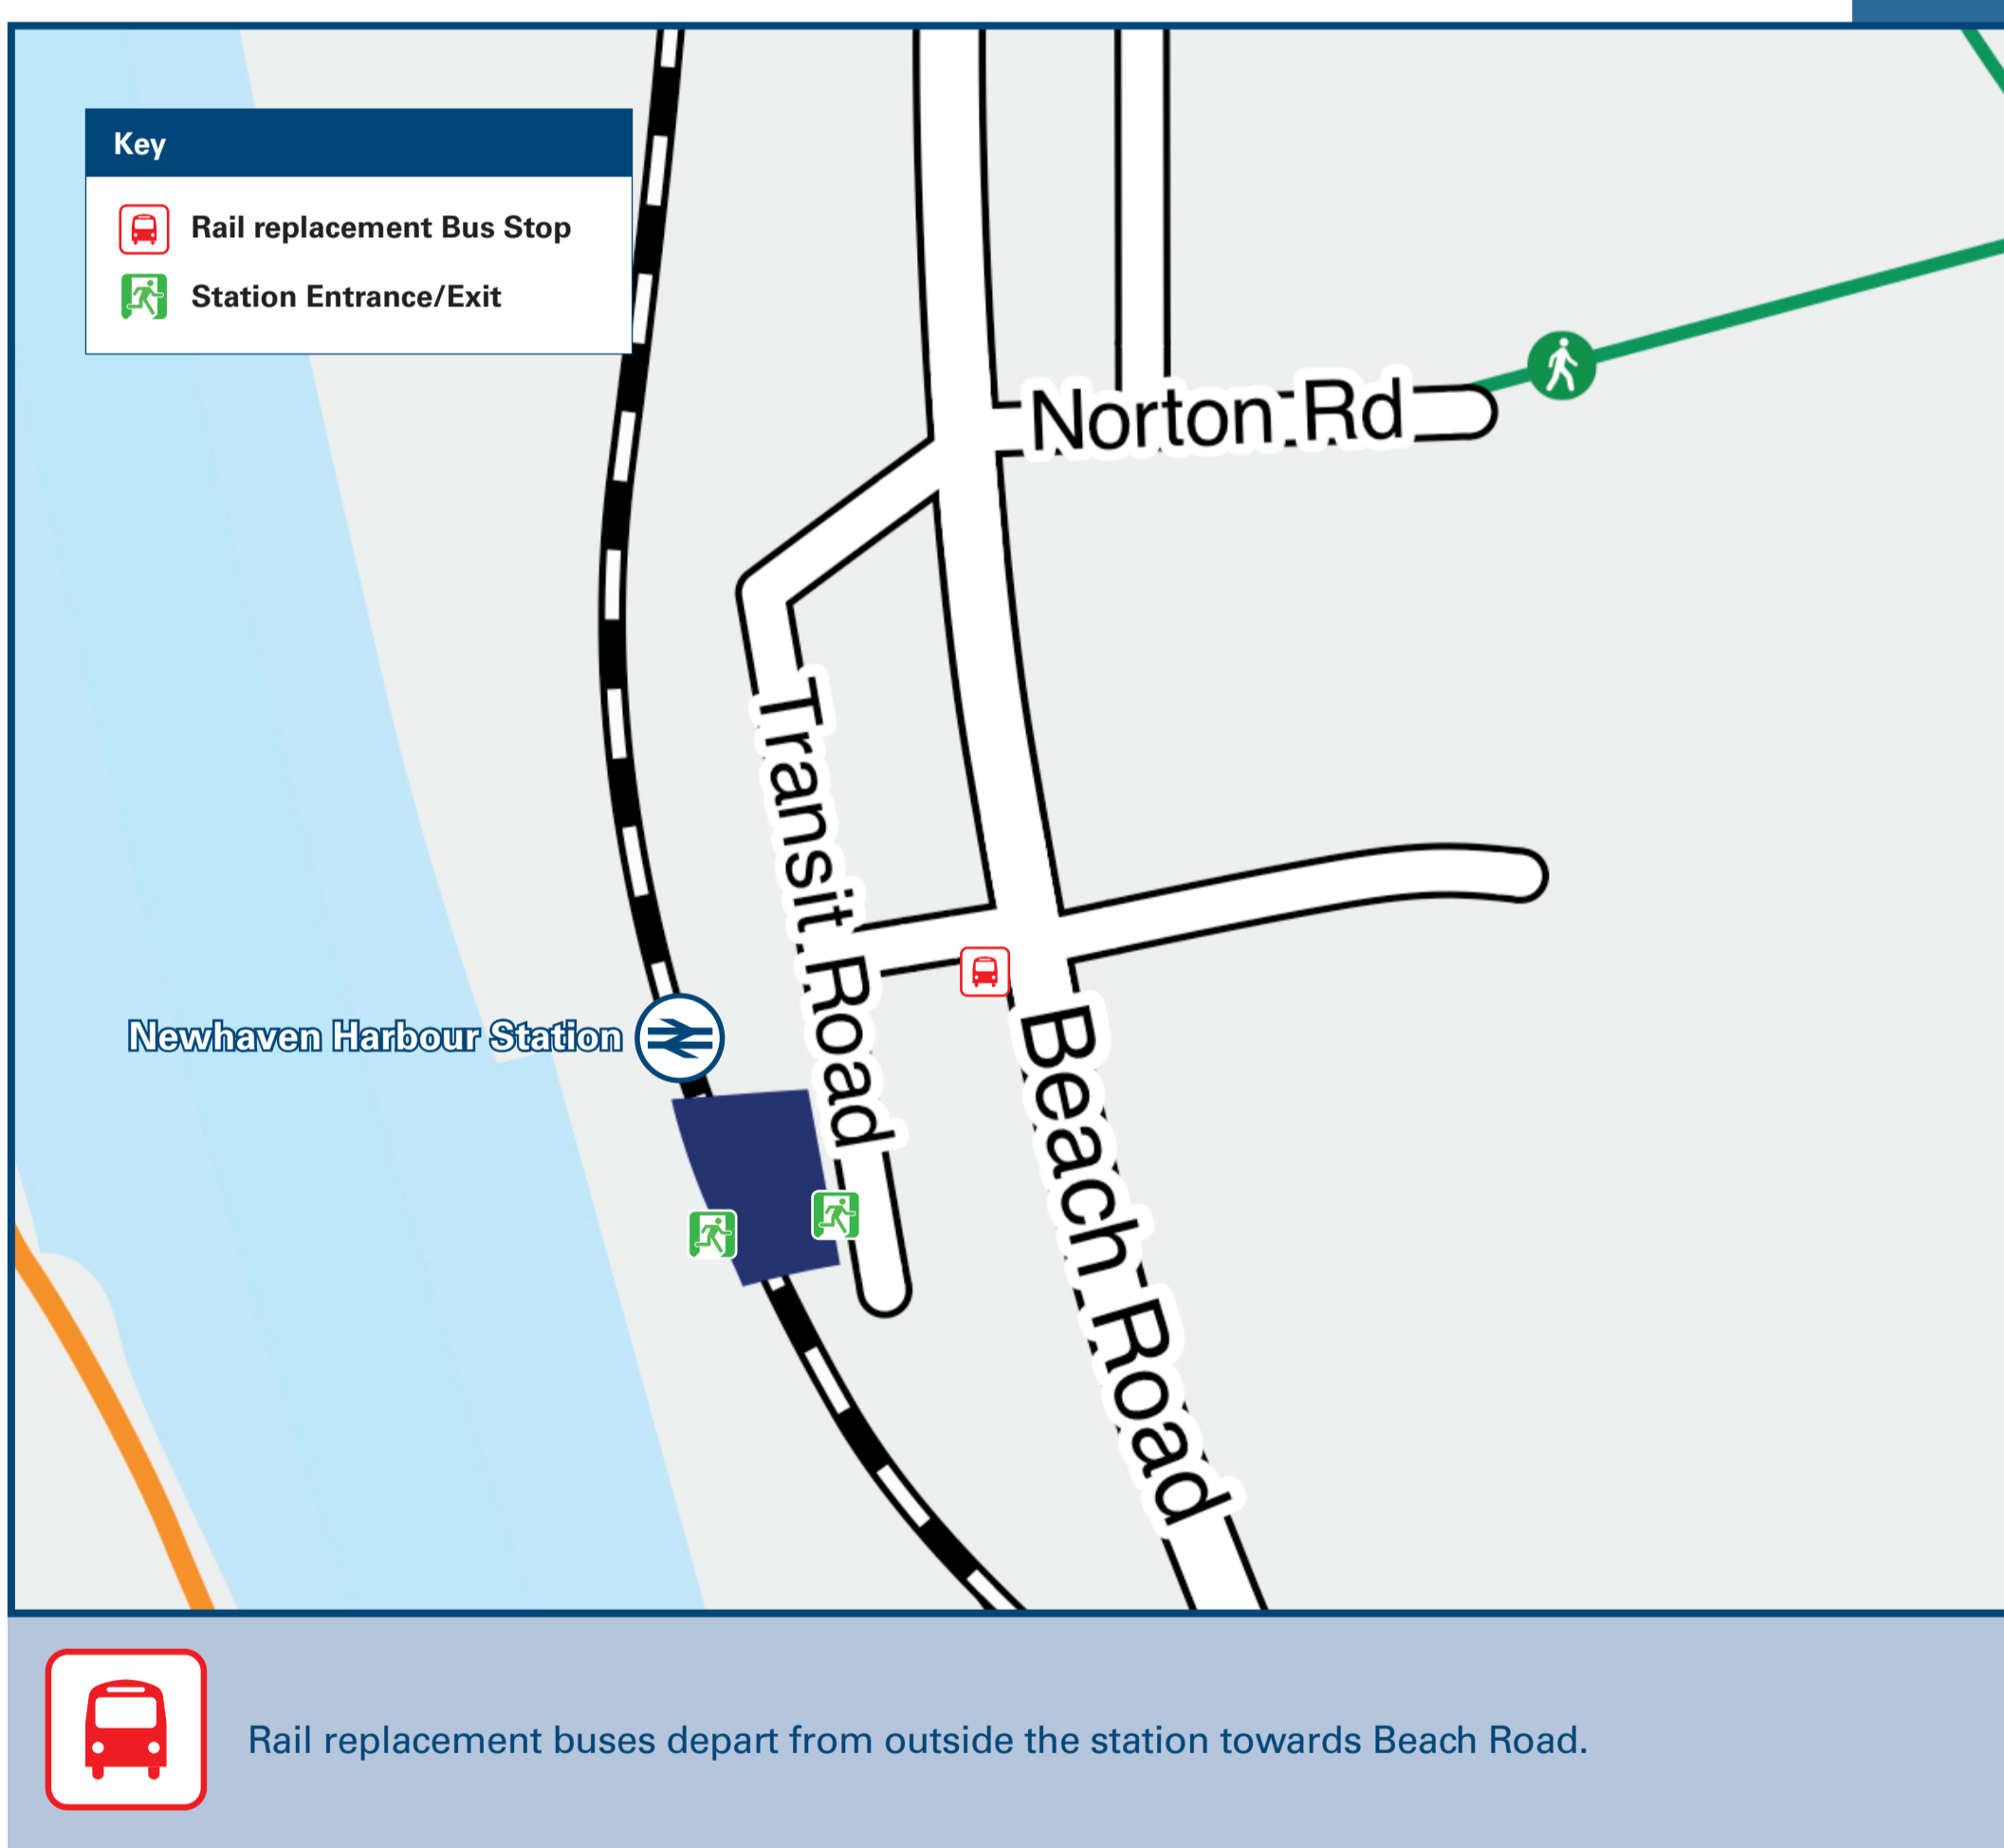 Key
Rail replacement Bus Stop
Station Entrance/Exit
Norton Rd
Transit Road
Newhaven Harbour Station
Beach Road
Rail replacement buses depart from outside the station towards Beach Road.